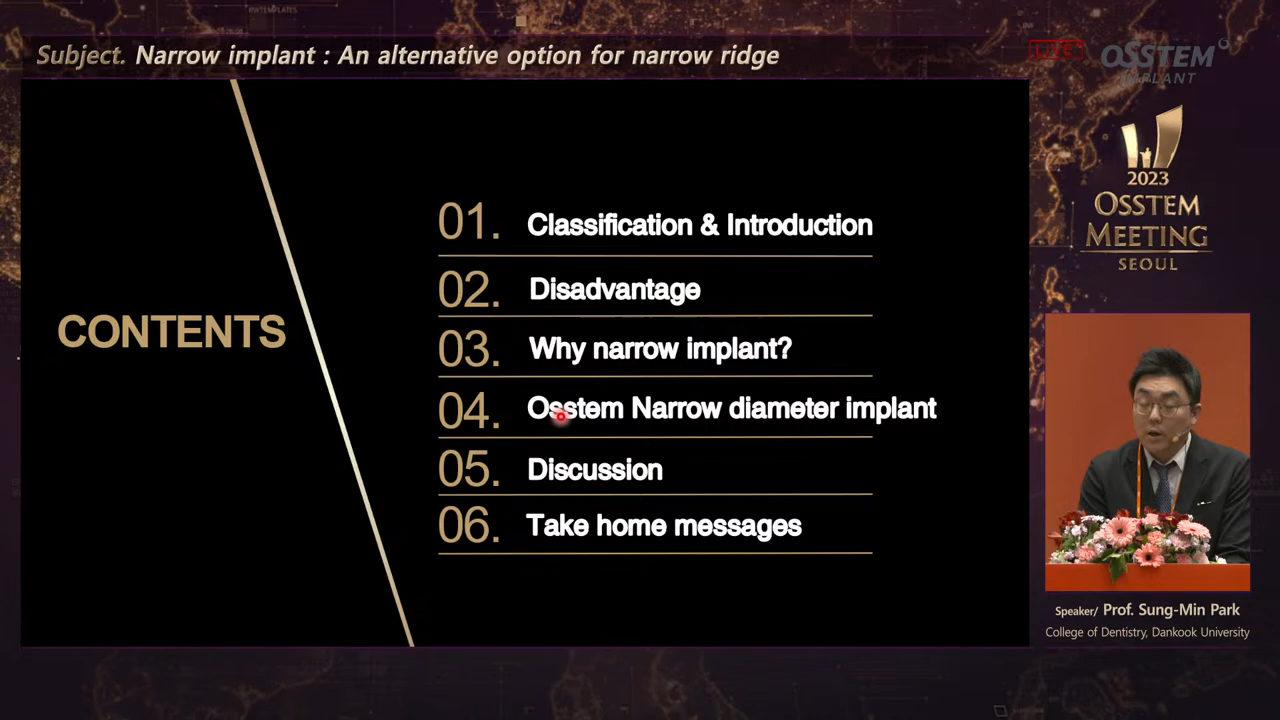 RWTEMPLATES
Subject. Narrow implant : An alternative option for narrow ridge
LIVE
OSSTEM
IMPLANT
2023
OSSTEM
MEETING
SEOUL
CONTENTS
01. Classification & Introduction
02. Disadvantage
03. Why narrow implant?
04. Osstem Narrow diameter implant
05. Discussion
06. Take home messages
Speaker/ Prof. Sung-Min Park
College of Dentistry, Dankook University